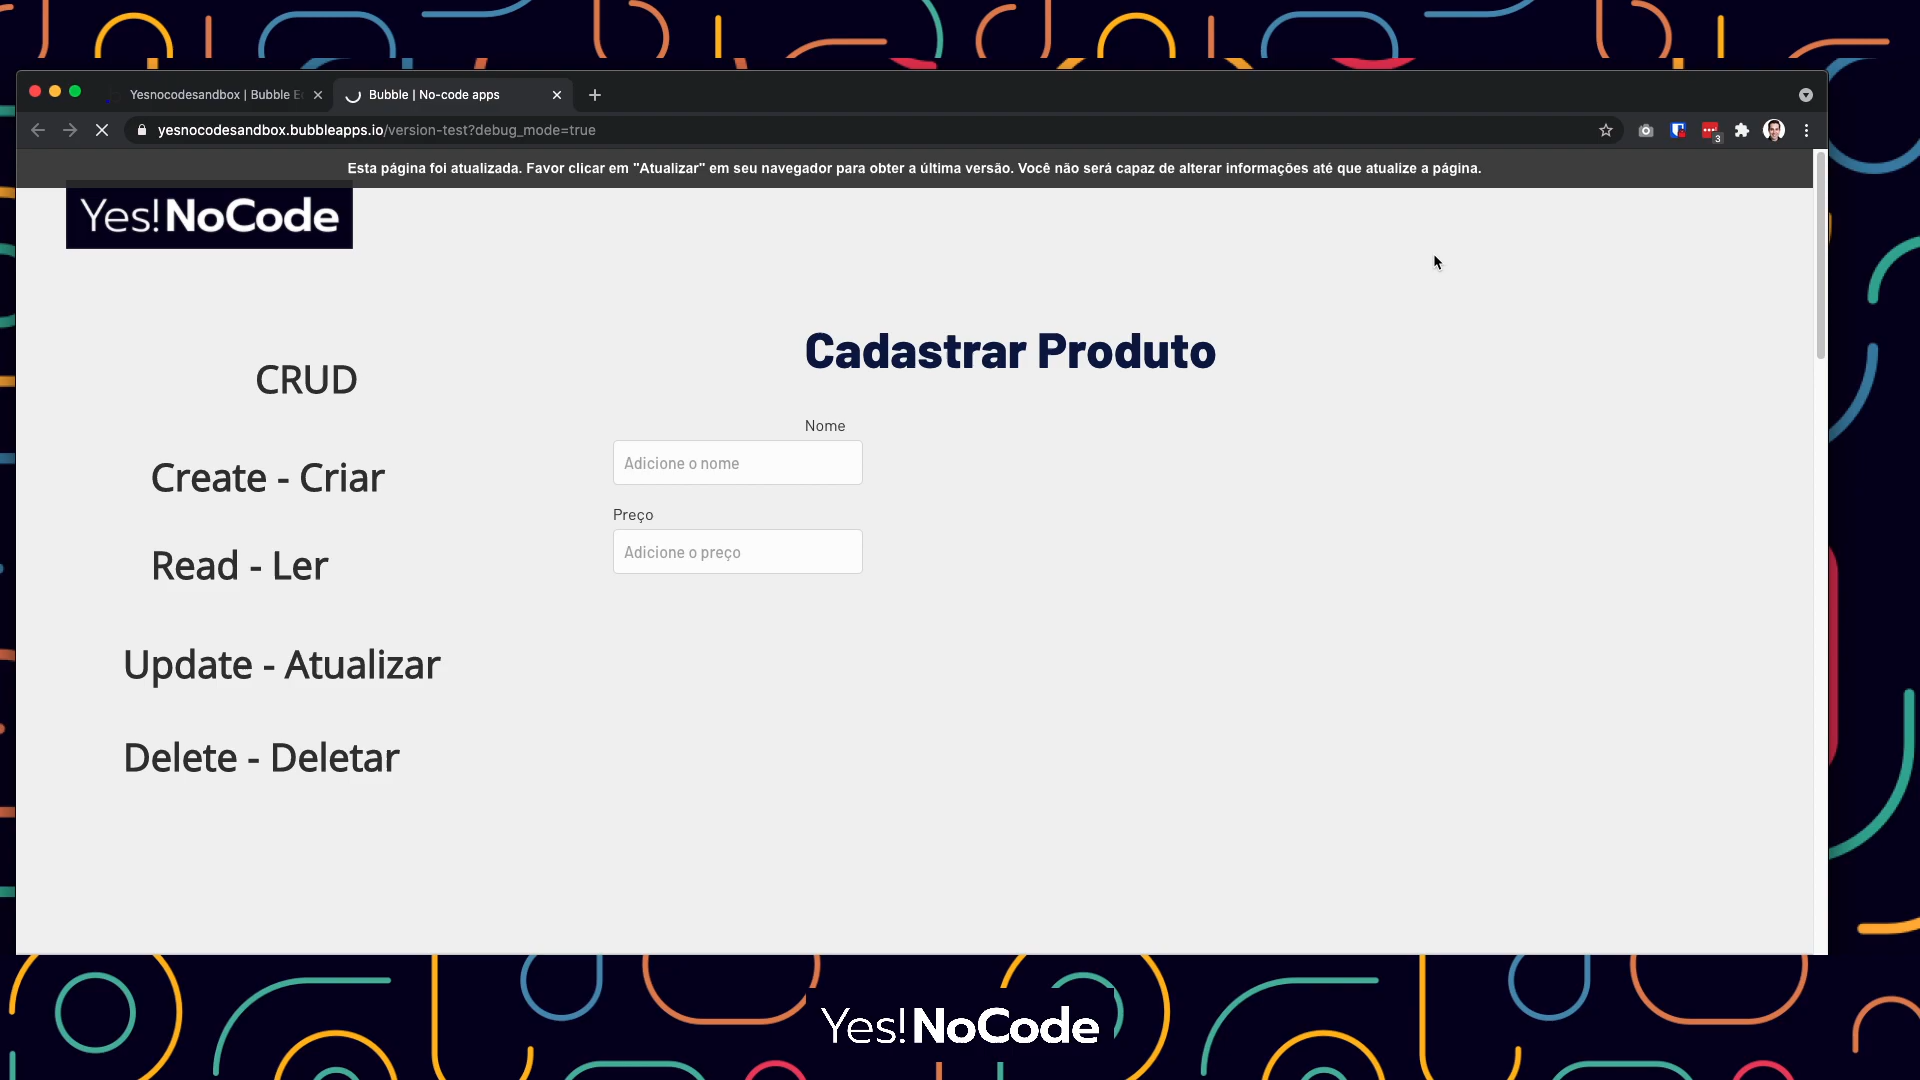 Yesnocodesandbox | Bubble E
Bubble | No-code apps
yesnocodesandbox.bubbleapps.io/version-test?debug_mode=true
3
Esta página foi atualizada. Favor clicar em "Atualizar" em seu navegador para obter a última versão. Você não será capaz de alterar informações até que atualize a página.
Yes!NoCode
Cadastrar Produto
CRUD
Nome
Adicione o nome
Create - Criar
Preço
Adicione o preço
Read - Ler
Update - Atualizar
Delete - Deletar
Yes!NoCode